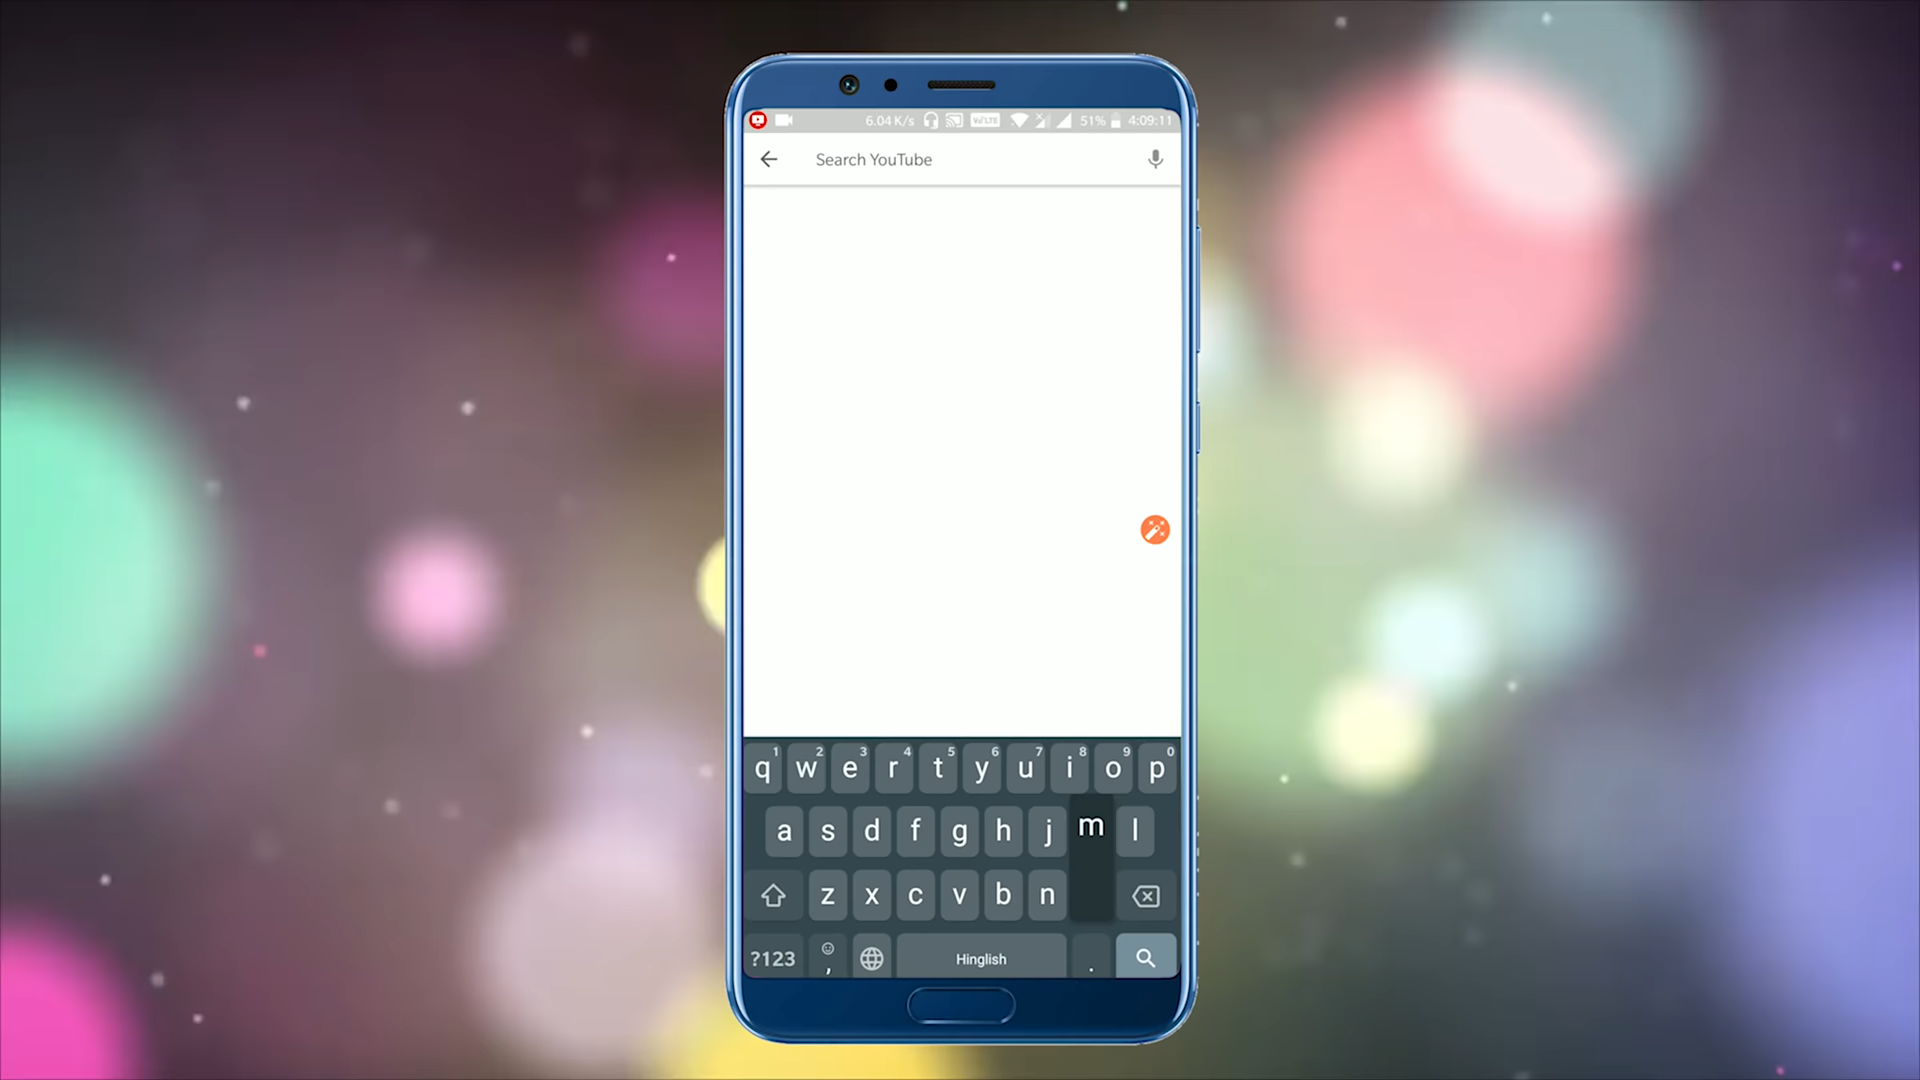 6.04 K/s VoLTE 51% 4:09:11
Search YouTube
1 2 3 4 5 6 7 8 9 0
q w e r t y u i o p
a s d f g h j m l
z x c v b n
?123 , Hinglish .